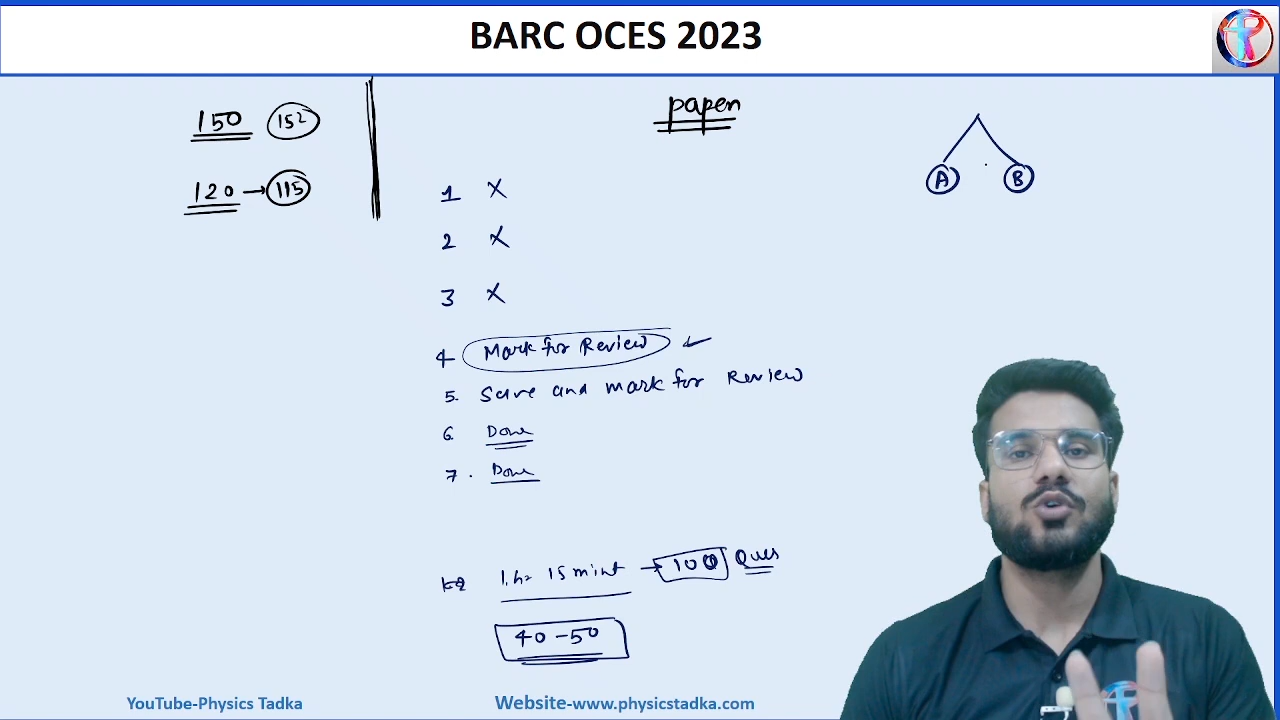 BARC OCES 2023
150 152
120 → 115
papen
A B
1 X
2 X
3 X
4 Mark for Review ✓
5. Save and mark for Review
6 Done
7. Done
1 hr 15 mint → 100 Ques
40-50
YouTube-Physics Tadka
Website-www.physicstadka.com